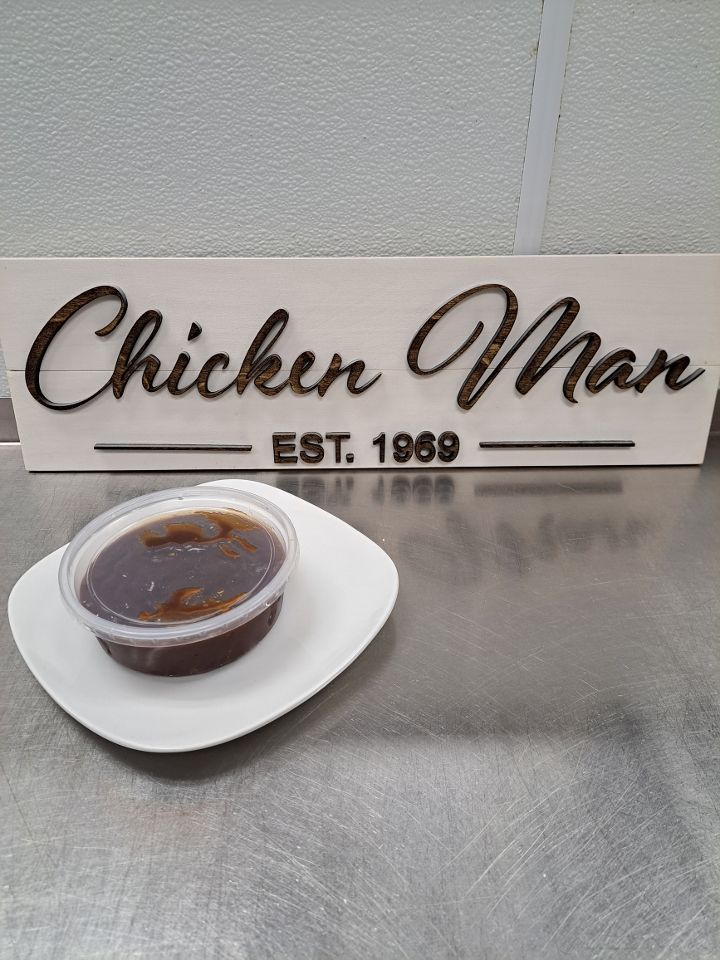 Chicken Man
EST. 1969